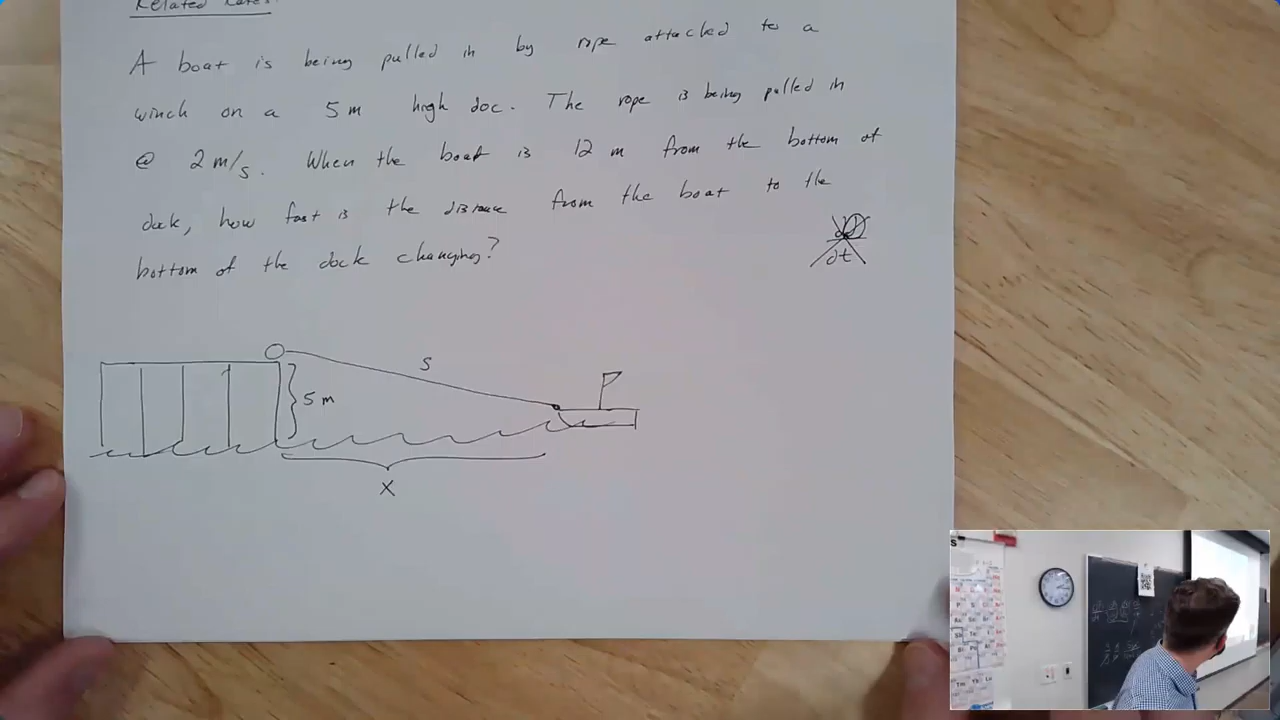 Related Rates:
A boat is being pulled in by rope attached to a
winch on a 5 m high doc. The rope is being pulled in
@ 2 m/s. When the boat is 12 m from the bottom of
dock, how fast is the distance from the boat to the
bottom of the dock changing?
dt
s
5 m
x